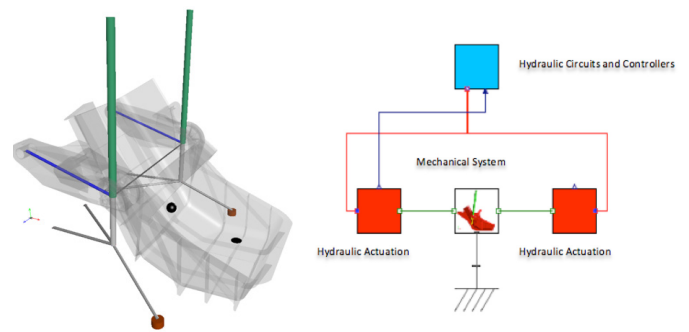 Hydraulic Circuits and Controllers
Mechanical System
Hydraulic Actuation
Hydraulic Actuation